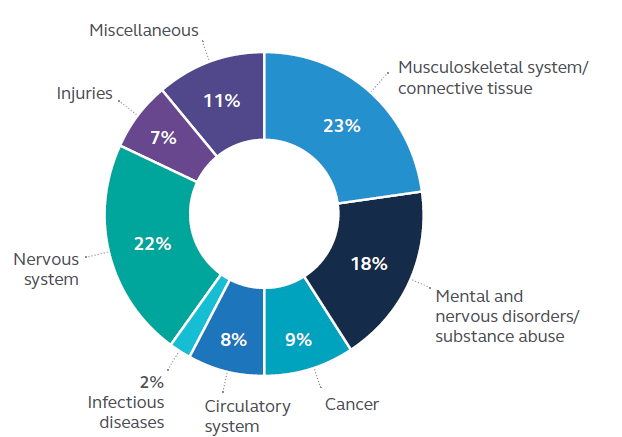 Miscellaneous
Musculoskeletal system/
connective tissue
Injuries
11%
23%
7%
22%
18%
Nervous
system
Mental and
nervous disorders/
substance abuse
8%
9%
2%
Infectious
diseases
Circulatory
system
Cancer